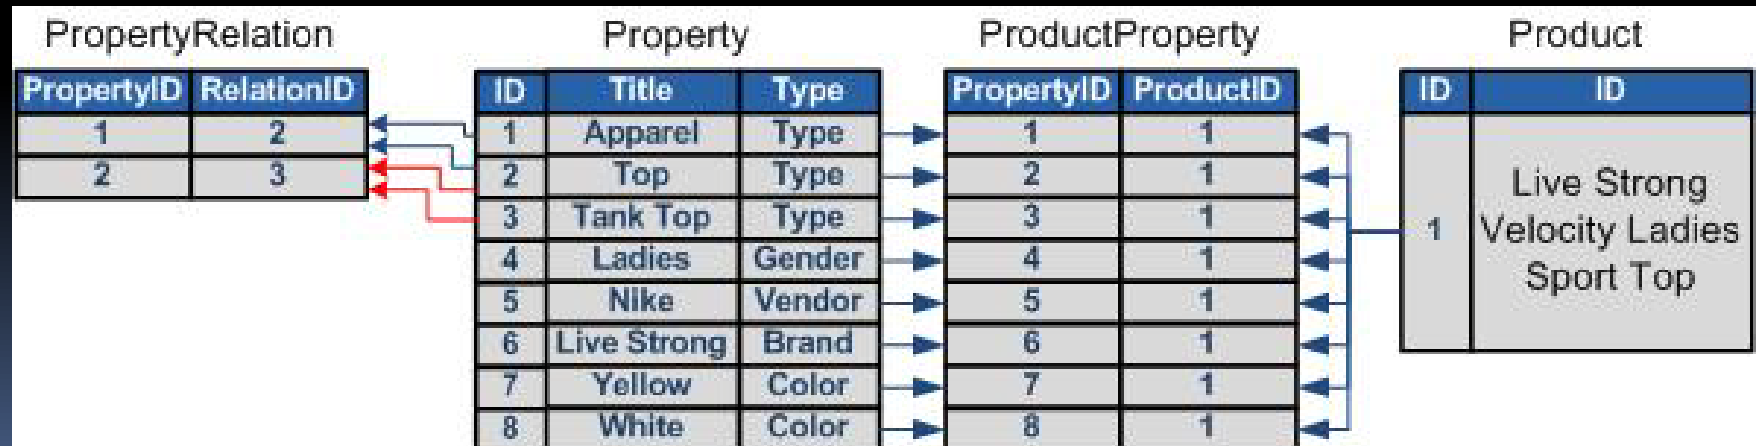 PropertyRelation Property ProductProperty Product
PropertyID RelationID ID Title Type PropertyID ProductID ID ID
1 2 1 Apparel Type 1 1
2 3 2 Top Type 2 1
3 Tank Top Type 3 1
4 Ladies Gender 4 1
5 Nike Vendor 5 1
6 Live Strong Brand 6 1
7 Yellow Color 7 1
8 White Color 8 1
1
Live Strong
Velocity Ladies
Sport Top